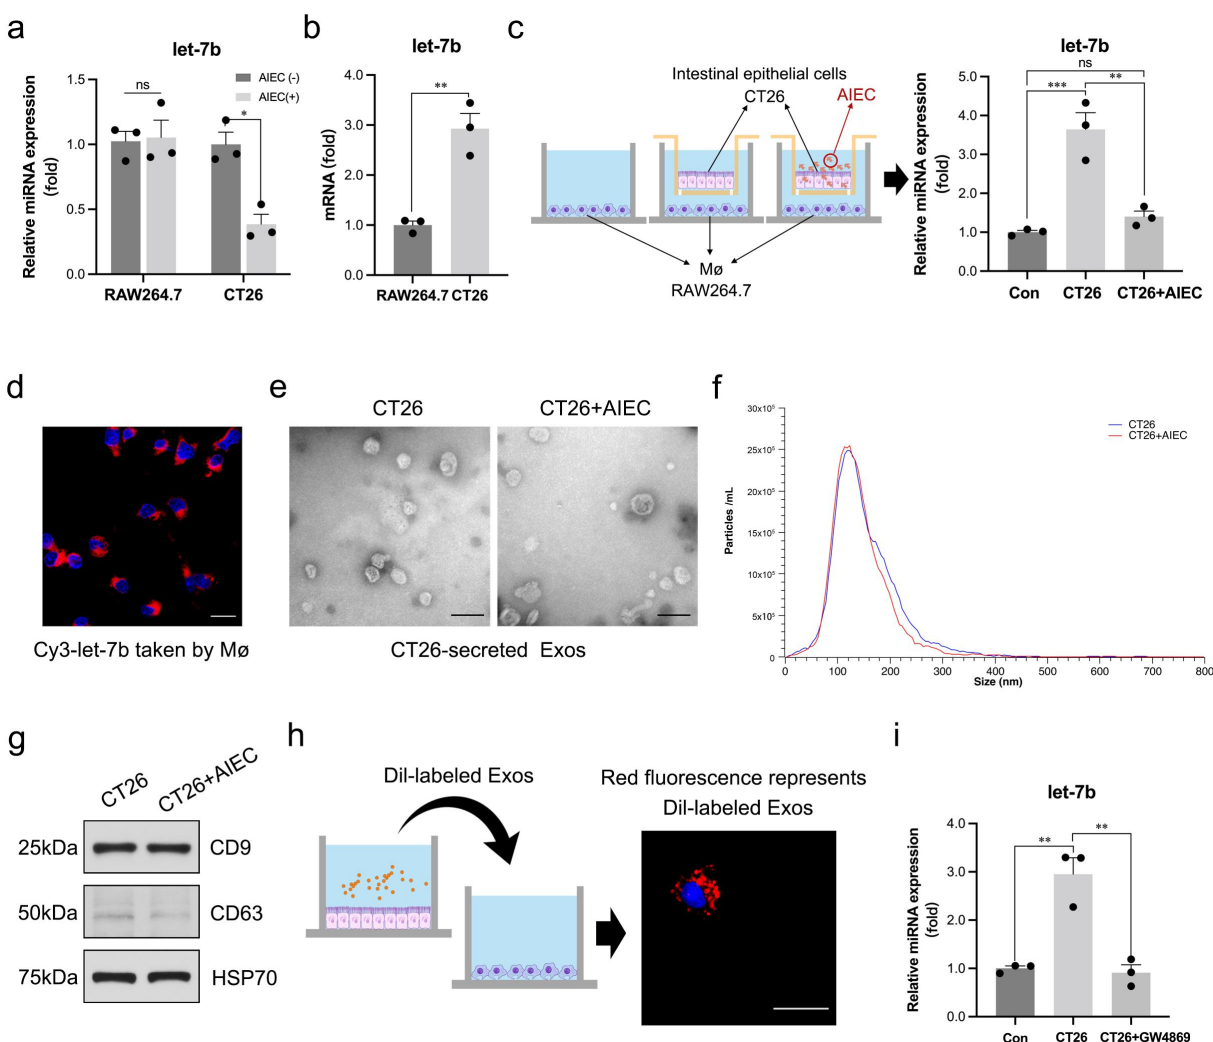 a
let-7b
AIEC (-)
AIEC(+)
Relative miRNA expression
(fold)
1.5
1.0
0.5
0.0
ns
*
RAW264.7
CT26
b
let-7b
mRNA (fold)
4.0
3.0
2.0
1.0
0.0
**
RAW264.7
CT26
c
Intestinal epithelial cells
CT26
AIEC
Mø
RAW264.7
let-7b
Relative miRNA expression
(fold)
5.0
4.0
3.0
2.0
1.0
0.0
ns
***
**
Con
CT26
CT26+AIEC
d
Cy3-let-7b taken by Mø
e
CT26
CT26+AIEC
CT26-secreted Exos
f
CT26
CT26+AIEC
Particles /mL
30x10⁵
25x10⁵
20x10⁵
15x10⁵
10x10⁵
5x10⁵
0
0
100
200
300
400
500
600
700
800
Size (nm)
g
CT26
CT26+AIEC
25kDa
CD9
50kDa
CD63
75kDa
HSP70
h
Dil-labeled Exos
Red fluorescence represents
Dil-labeled Exos
i
let-7b
Relative miRNA expression
(fold)
4.0
3.0
2.0
1.0
0.0
**
**
Con
CT26
CT26+GW4869